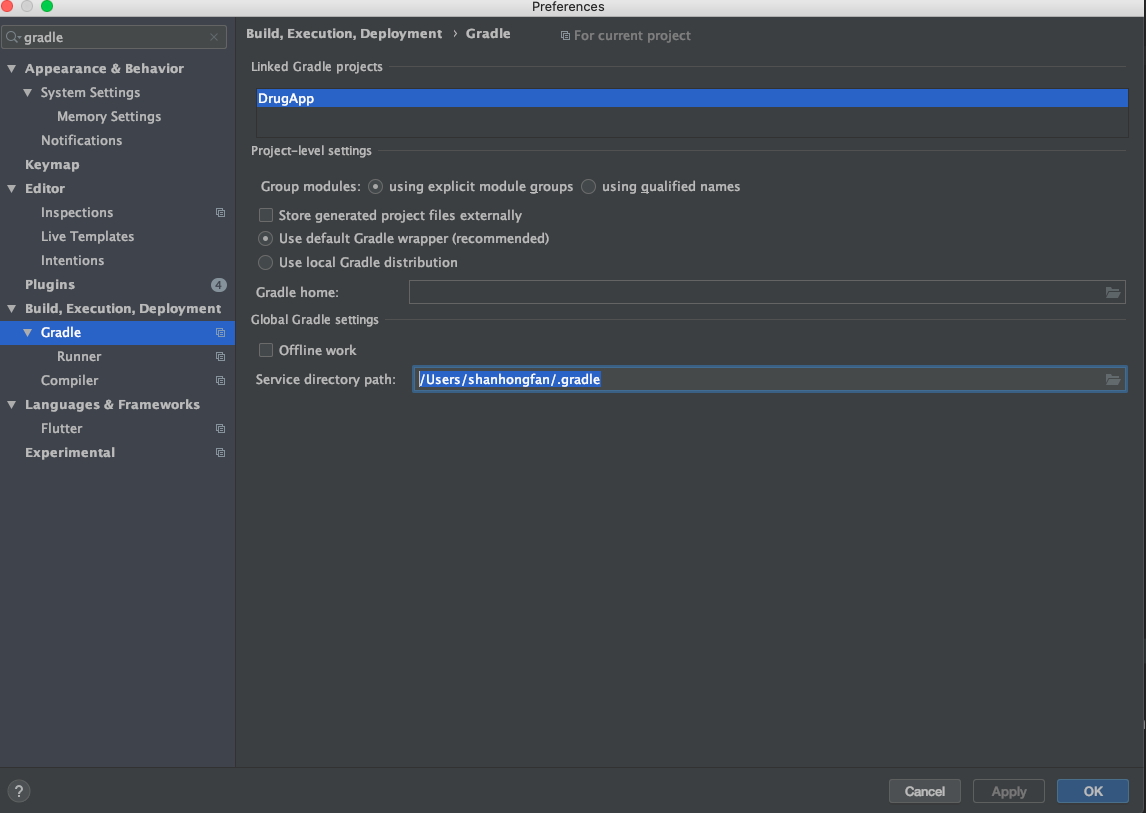 Preferences
gradle
Appearance & Behavior
System Settings
Memory Settings
Notifications
Keymap
Editor
Inspections
Live Templates
Intentions
Plugins 4
Build, Execution, Deployment
Gradle
Runner
Compiler
Languages & Frameworks
Flutter
Experimental
Build, Execution, Deployment › Gradle For current project
Linked Gradle projects
DrugApp
Project-level settings
Group modules: using explicit module groups using qualified names
Store generated project files externally
Use default Gradle wrapper (recommended)
Use local Gradle distribution
Gradle home:
Global Gradle settings
Offline work
Service directory path: /Users/shanhongfan/.gradle
? Cancel Apply OK